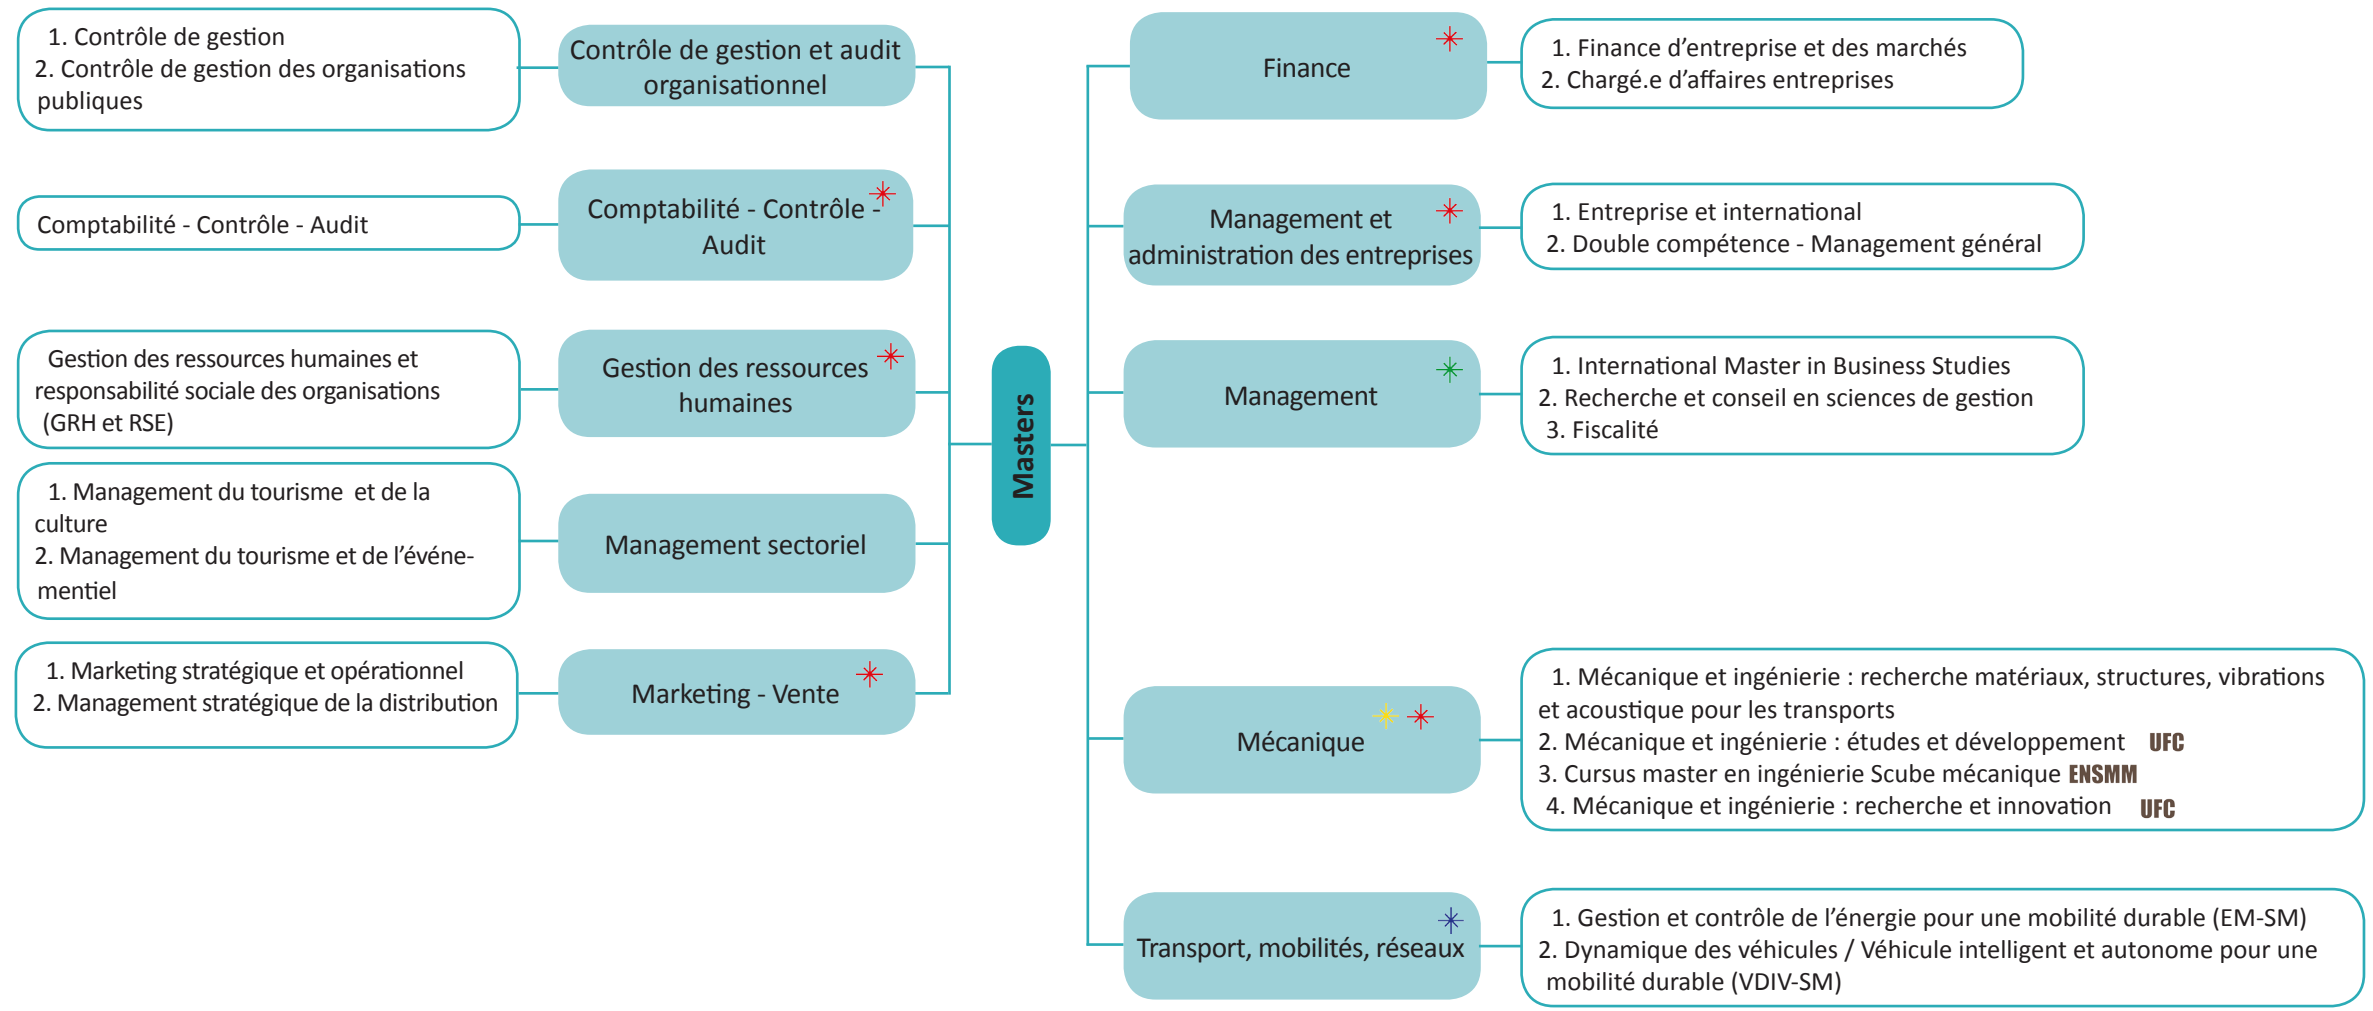 1. Contrôle de gestion
2. Contrôle de gestion des organisations
publiques
Contrôle de gestion et audit
organisationnel
Comptabilité - Contrôle - Audit
Comptabilité - Contrôle -
Audit
Gestion des ressources humaines et
responsabilité sociale des organisations
(GRH et RSE)
Gestion des ressources
humaines
1. Management du tourisme et de la
culture
2. Management du tourisme et de l'événe-
mentiel
Management sectoriel
1. Marketing stratégique et opérationnel
2. Management stratégique de la distribution
Marketing - Vente
Masters
Finance
1. Finance d'entreprise et des marchés
2. Chargé.e d'affaires entreprises
Management et
administration des entreprises
1. Entreprise et international
2. Double compétence - Management général
Management
1. International Master in Business Studies
2. Recherche et conseil en sciences de gestion
3. Fiscalité
Mécanique
1. Mécanique et ingénierie : recherche matériaux, structures, vibrations
et acoustique pour les transports
2. Mécanique et ingénierie : études et développement UFC
3. Cursus master en ingénierie Scube mécanique ENSMM
4. Mécanique et ingénierie : recherche et innovation UFC
Transport, mobilités, réseaux
1. Gestion et contrôle de l'énergie pour une mobilité durable (EM-SM)
2. Dynamique des véhicules / Véhicule intelligent et autonome pour une
mobilité durable (VDIV-SM)